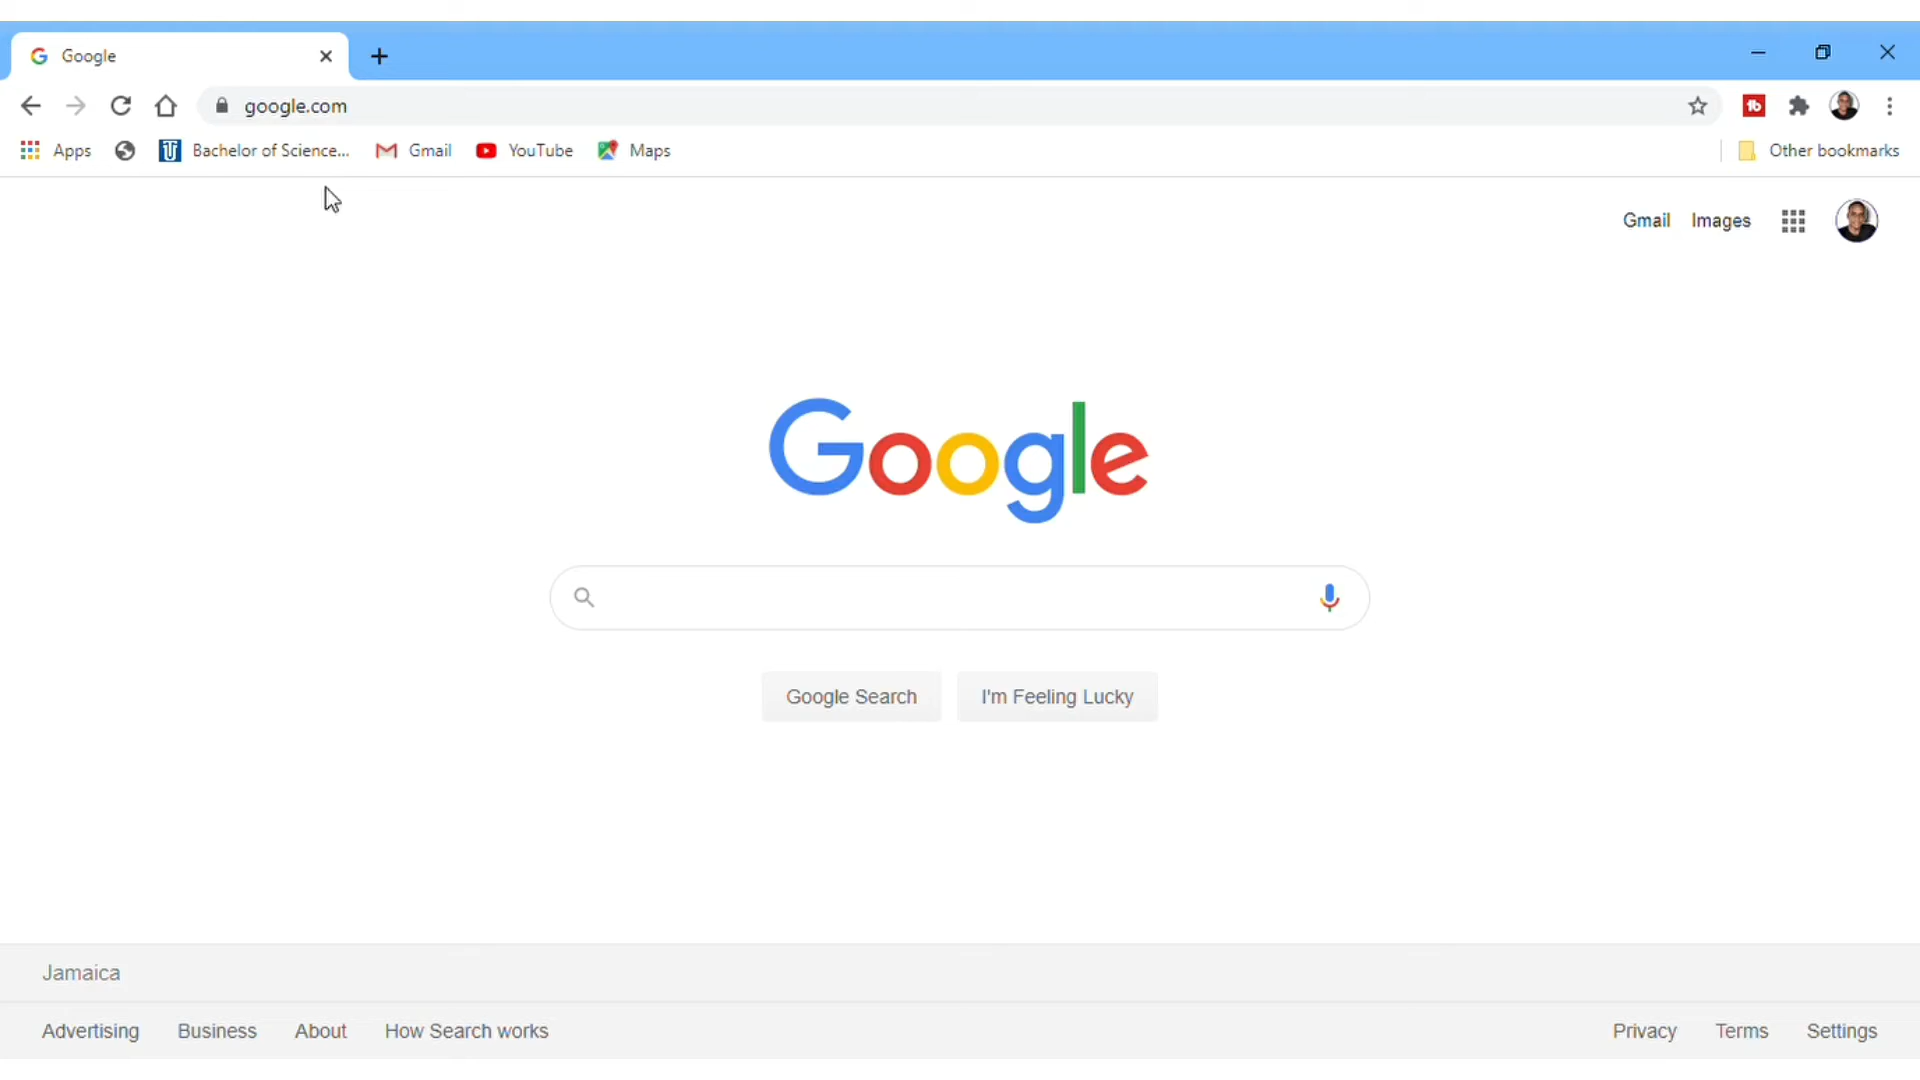 Google
google.com
Apps Bachelor of Science... Gmail YouTube Maps Other bookmarks
Gmail Images
Google
Google Search I'm Feeling Lucky
Jamaica
Advertising Business About How Search works Privacy Terms Settings